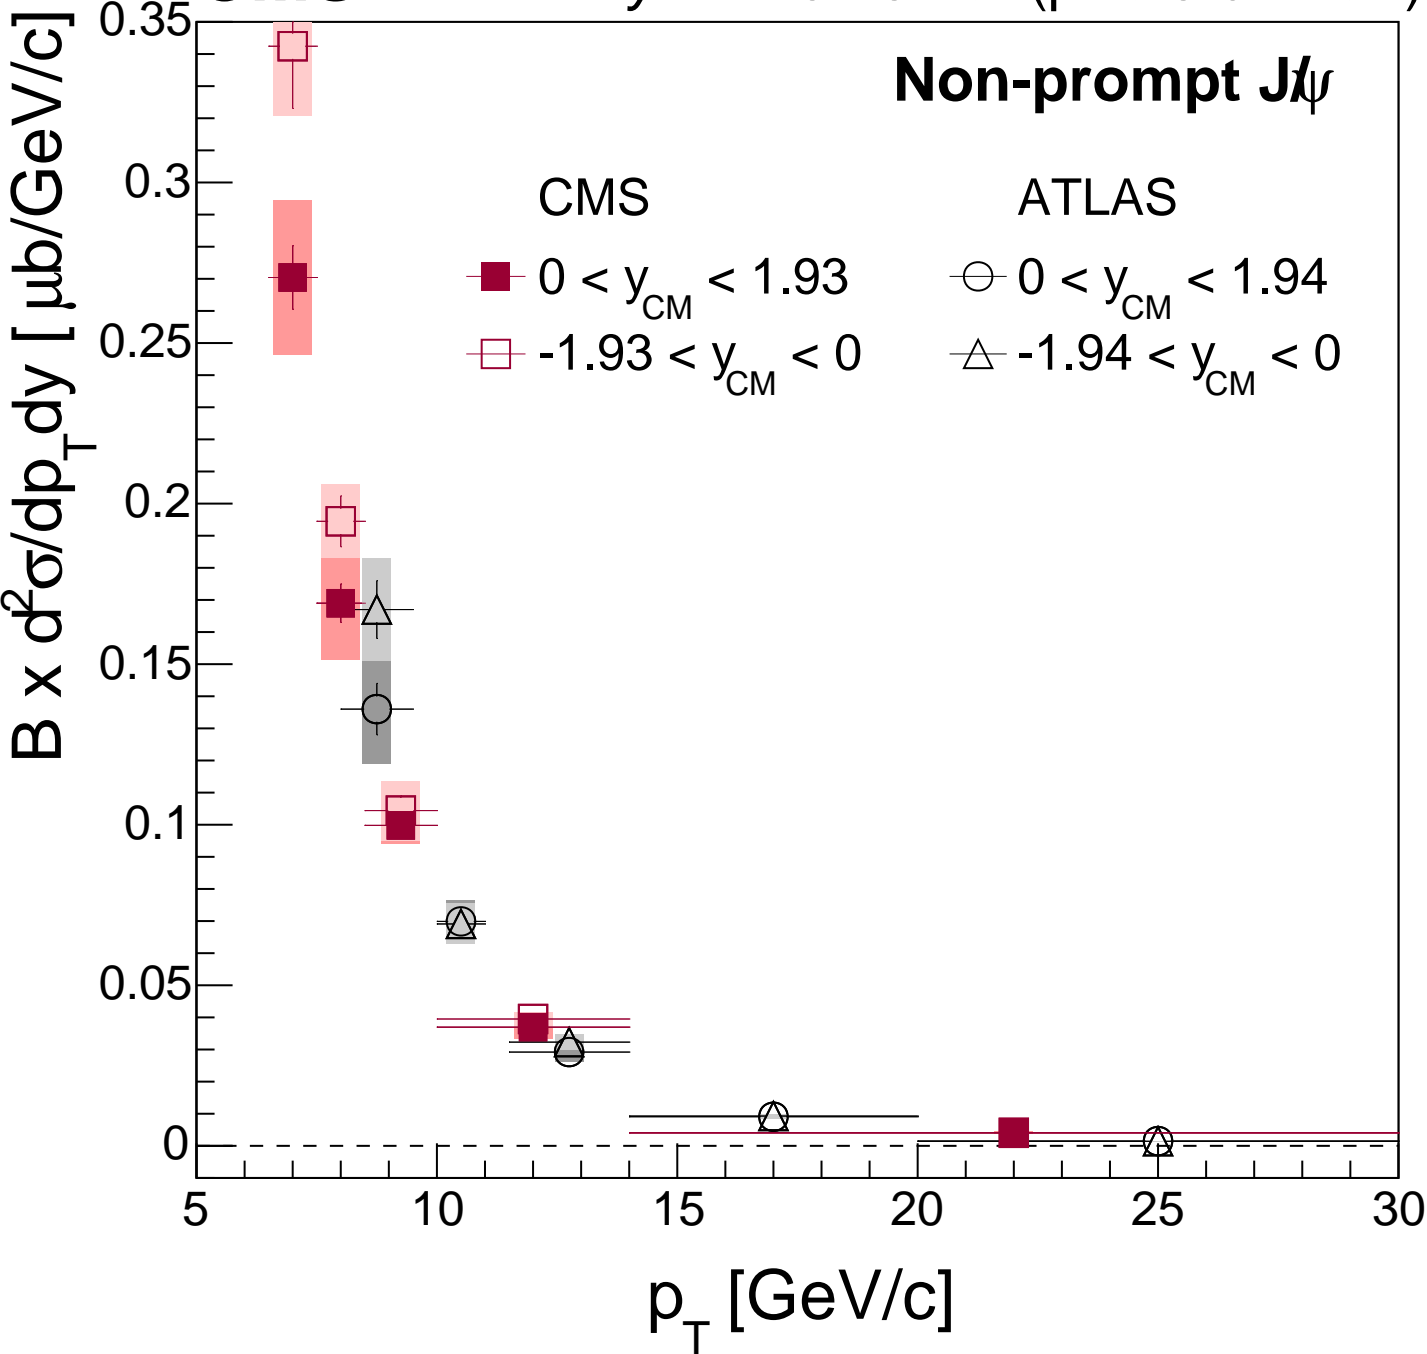 Non-prompt J/ψ
CMS ATLAS
0 < y_CM < 1.93 0 < y_CM < 1.94
-1.93 < y_CM < 0 -1.94 < y_CM < 0
B x d²σ/dp_T dy [ μb/GeV/c]
0.35
0.3
0.25
0.2
0.15
0.1
0.05
0
5 10 15 20 25 30
p_T [GeV/c]